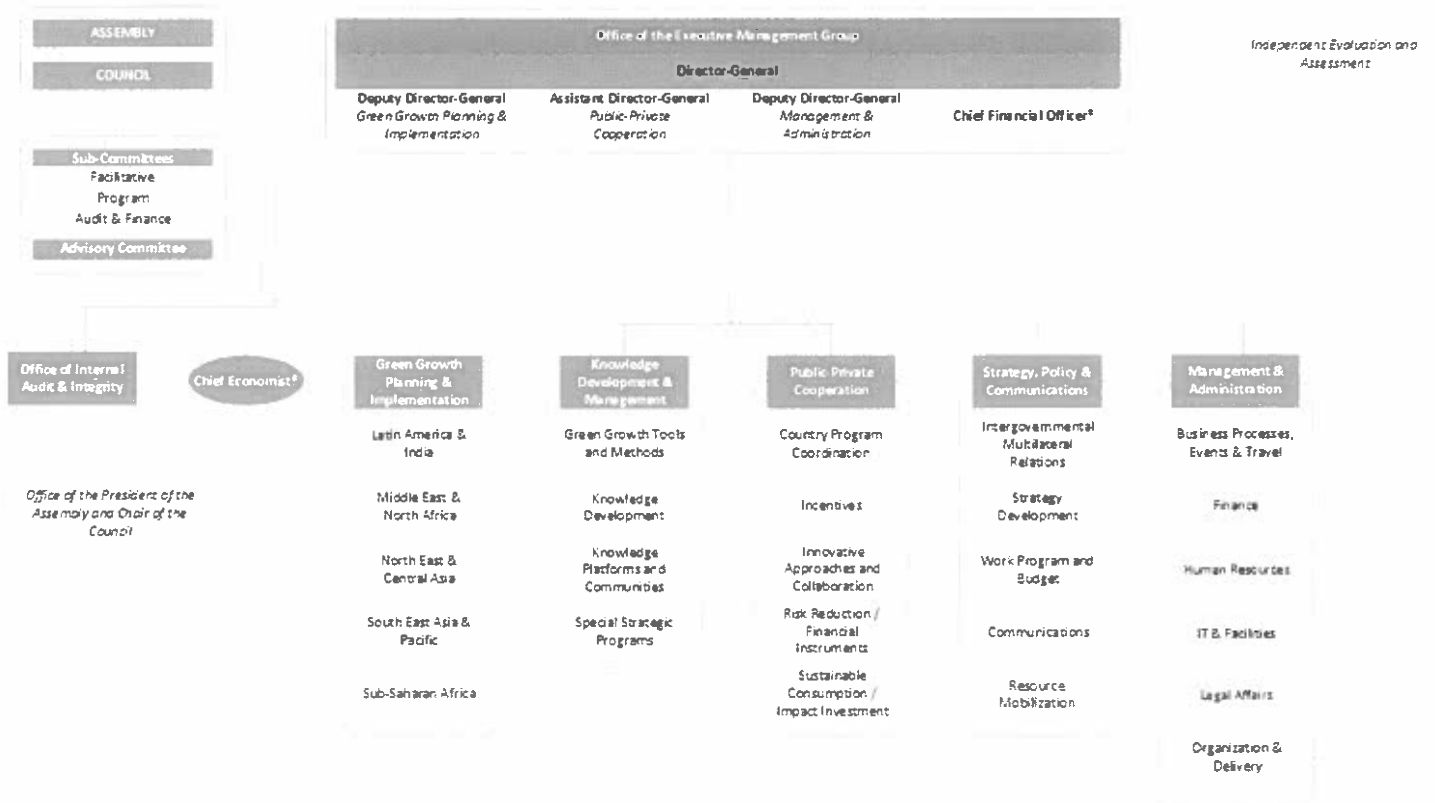 ASSEMBLY
COUNCIL
Sub-Committees
Facilitative
Program
Audit & Finance
Advisory Committee
Office of the Executive Management Group
Director-General
Deputy Director-General
Green Growth Planning &
Implementation
Assistant Director-General
Public-Private
Cooperation
Deputy Director-General
Management &
Administration
Chief Financial Officer*
Independent Evaluation and
Assessment
Office of Internal
Audit & Integrity
Office of the President of the
Assembly and Chair of the
Council
Chief Economist*
Green Growth
Planning &
Implementation
Latin America &
India
Middle East &
North Africa
North East &
Central Asia
South East Asia &
Pacific
Sub-Saharan Africa
Knowledge
Development &
Management
Green Growth Tools
and Methods
Knowledge
Development
Knowledge
Platforms and
Communities
Special Strategic
Programs
Public-Private
Cooperation
Country Program
Coordination
Incentives
Innovative
Approaches and
Collaboration
Risk Reduction /
Financial
Instruments
Sustainable
Consumption /
Impact Investment
Strategy, Policy &
Communications
Intergovernmental
Multilateral
Relations
Strategy
Development
Work Program and
Budget
Communications
Resource
Mobilization
Management &
Administration
Business Processes,
Events & Travel
Finance
Human Resources
IT & Facilities
Legal Affairs
Organization &
Delivery